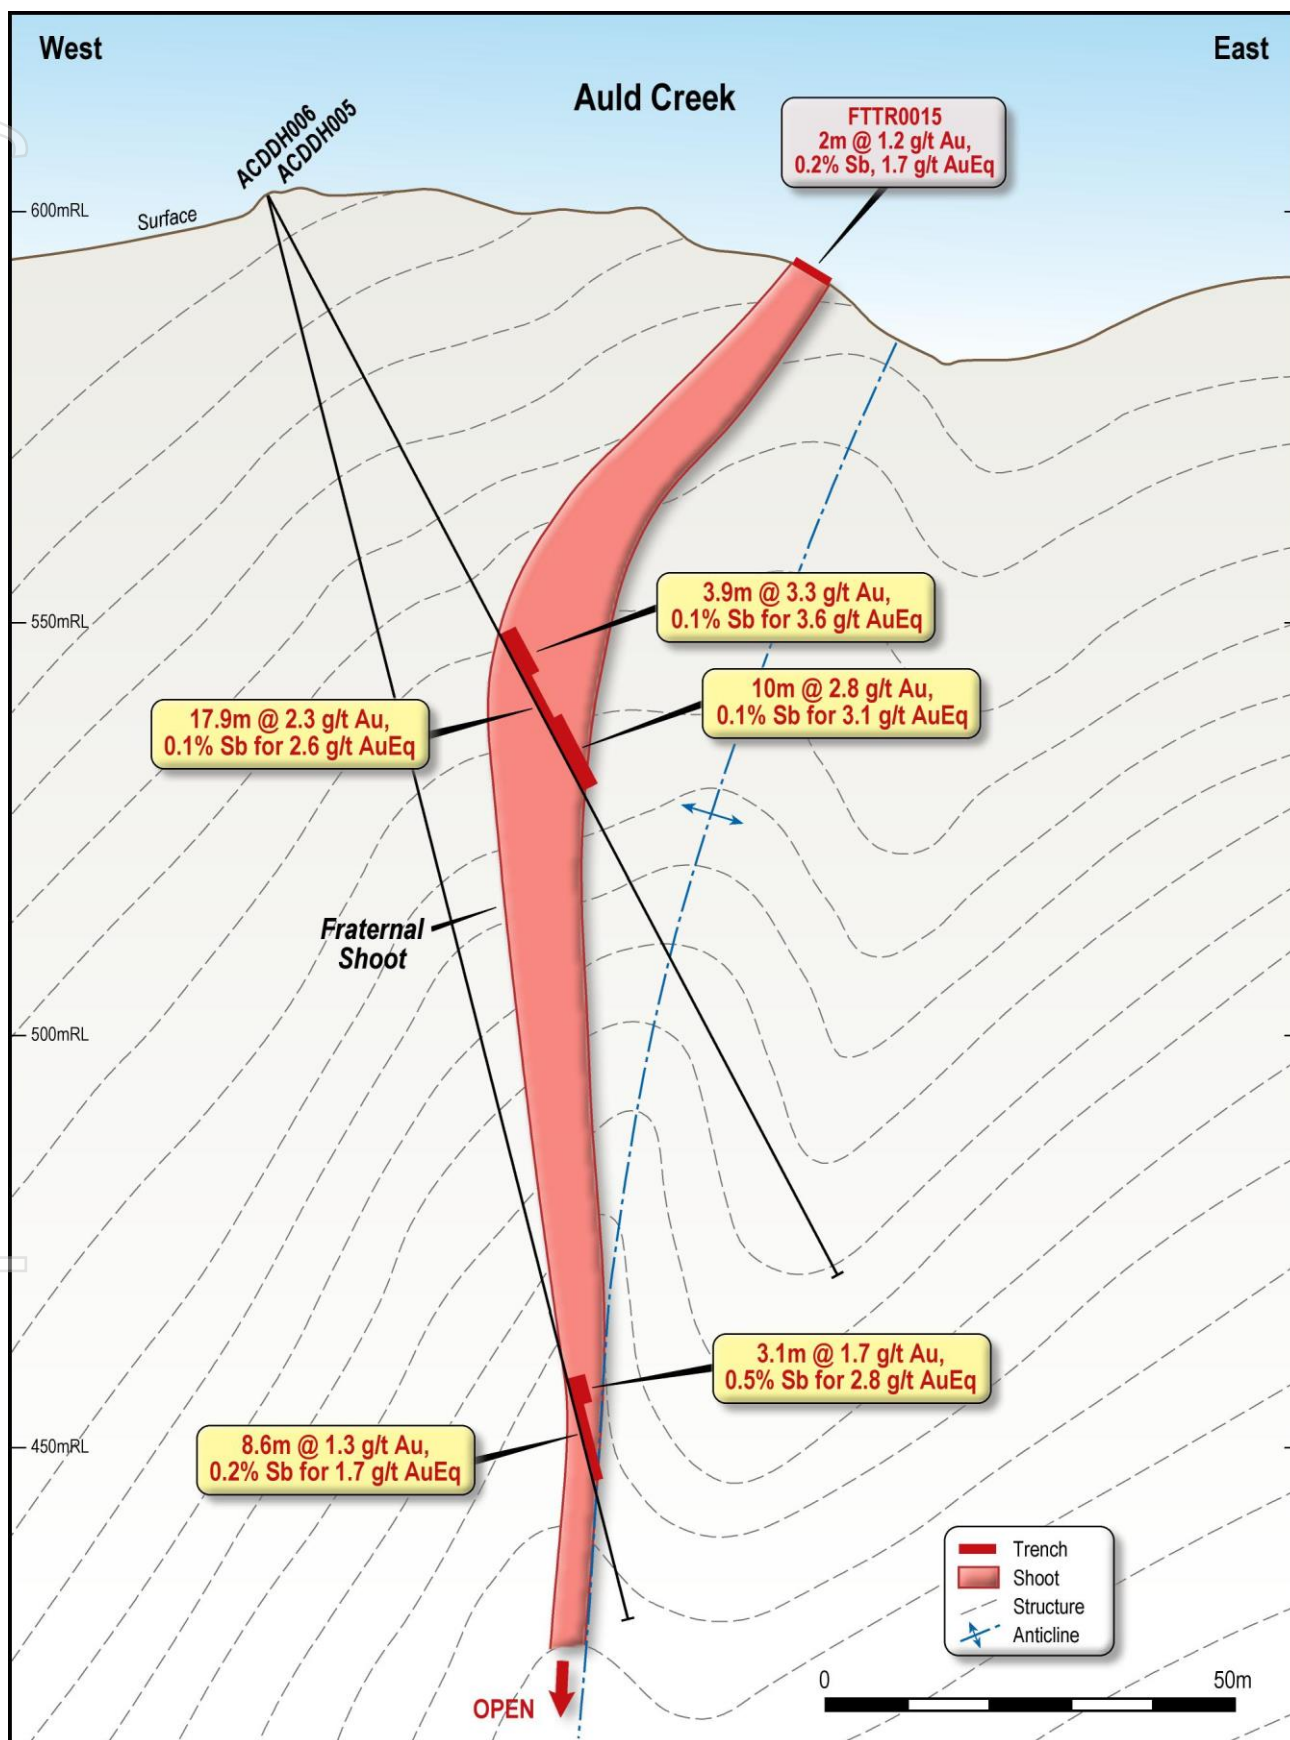 West
East
Auld Creek
ACDDH006
ACDDH005
FTTR0015
2m @ 1.2 g/t Au,
0.2% Sb, 1.7 g/t AuEq
600mRL
Surface
550mRL
3.9m @ 3.3 g/t Au,
0.1% Sb for 3.6 g/t AuEq
10m @ 2.8 g/t Au,
0.1% Sb for 3.1 g/t AuEq
17.9m @ 2.3 g/t Au,
0.1% Sb for 2.6 g/t AuEq
Fraternal
Shoot
500mRL
3.1m @ 1.7 g/t Au,
0.5% Sb for 2.8 g/t AuEq
450mRL
8.6m @ 1.3 g/t Au,
0.2% Sb for 1.7 g/t AuEq
OPEN
Trench
Shoot
Structure
Anticline
0
50m